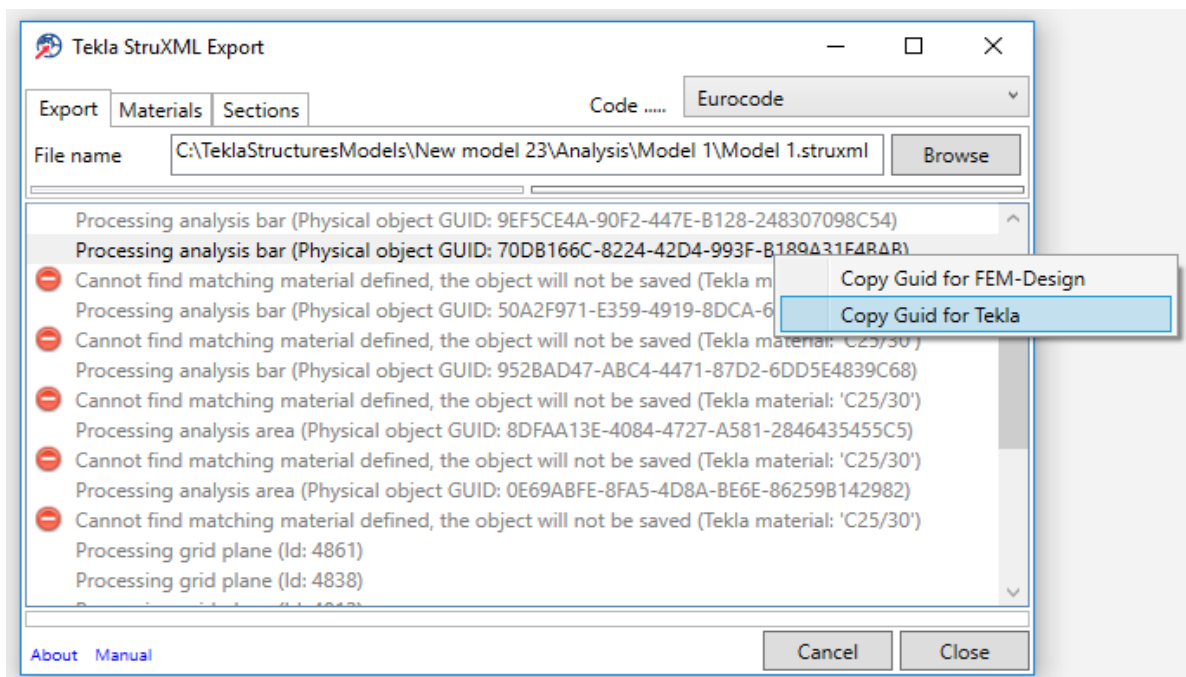 Tekla StruXML Export
Export Materials Sections Code ..... Eurocode
File name C:\TeklaStructuresModels\New model 23\Analysis\Model 1\Model 1.struxml Browse
Processing analysis bar (Physical object GUID: 9EF5CE4A-90F2-447E-B128-248307098C54)
Processing analysis bar (Physical object GUID: 70DB166C-8224-42D4-993F-B189A31F4BAB)
Cannot find matching material defined, the object will not be saved (Tekla m
Copy Guid for FEM-Design
Processing analysis bar (Physical object GUID: 50A2F971-E359-4919-8DCA-6
Copy Guid for Tekla
Cannot find matching material defined, the object will not be saved (Tekla material: 'C25/30')
Processing analysis bar (Physical object GUID: 952BAD47-ABC4-4471-87D2-6DD5E4839C68)
Cannot find matching material defined, the object will not be saved (Tekla material: 'C25/30')
Processing analysis area (Physical object GUID: 8DFAA13E-4084-4727-A581-2846435455C5)
Cannot find matching material defined, the object will not be saved (Tekla material: 'C25/30')
Processing analysis area (Physical object GUID: 0E69ABFE-8FA5-4D8A-BE6E-86259B142982)
Cannot find matching material defined, the object will not be saved (Tekla material: 'C25/30')
Processing grid plane (Id: 4861)
Processing grid plane (Id: 4838)
About Manual Cancel Close